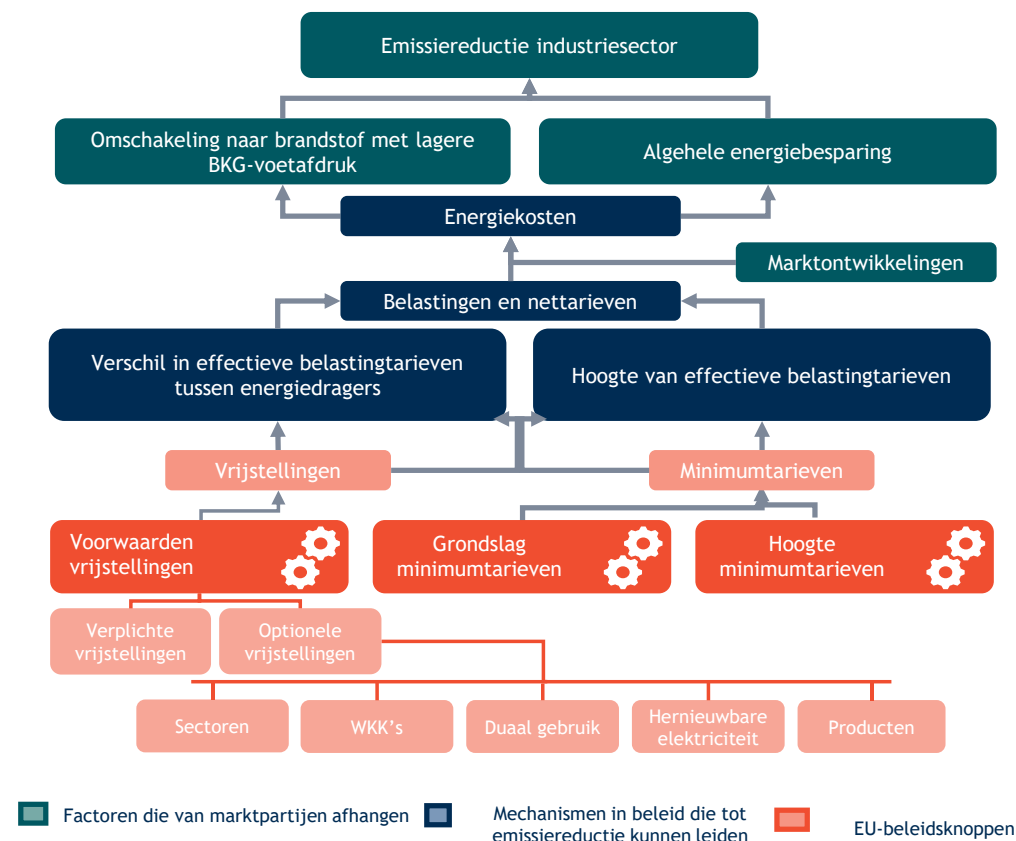 Emissiereductie industriesector
Omschakeling naar brandstof met lagere
BKG-voetafdruk
Algehele energiebesparing
Energiekosten
Marktontwikkelingen
Belastingen en nettarieven
Verschil in effectieve belastingtarieven
tussen energiedragers
Hoogte van effectieve belastingtarieven
Vrijstellingen
Minimumtarieven
Voorwaarden
vrijstellingen
Grondslag
minimumtarieven
Hoogte
minimumtarieven
Verplichte
vrijstellingen
Optionele
vrijstellingen
Sectoren
WKK's
Duaal gebruik
Hernieuwbare
elektriciteit
Producten
Factoren die van marktpartijen afhangen
Mechanismen in beleid die tot
emissiereductie kunnen leiden
EU-beleidsknoppen